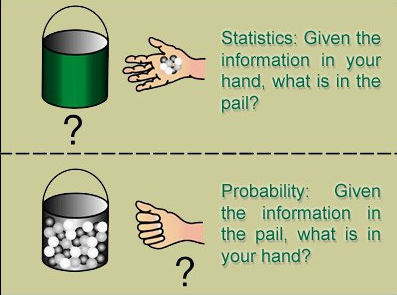 Statistics: Given the
information in your
hand, what is in the
pail?
?
Probability: Given
the information in
the pail, what is in
your hand?
?